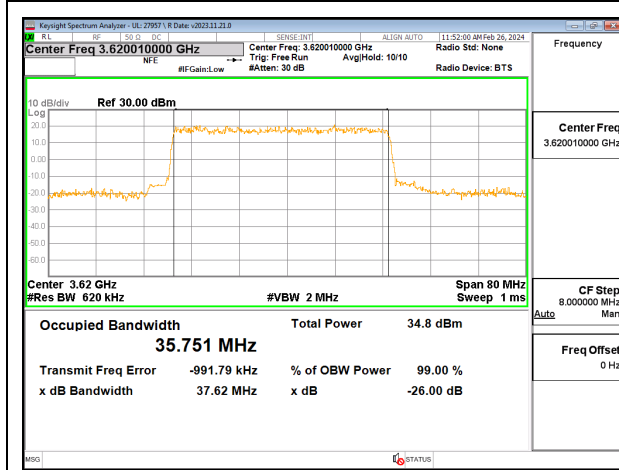 Keysight Spectrum Analyzer - UL: 27957 \ R Date: v2023.11.21.0
RL RF 50 Ω DC SENSE:INT ALIGN AUTO 11:52:00 AM Feb 26, 2024
Center Freq 3.620010000 GHz Center Freq: 3.620010000 GHz Radio Std: None
NFE Trig: Free Run Avg|Hold: 10/10
#IFGain:Low #Atten: 30 dB Radio Device: BTS
Frequency
10 dB/div Ref 30.00 dBm
Log
20.0
10.0
0.00
-10.0
-20.0
-30.0
-40.0
-50.0
-60.0
Center 3.62 GHz Span 80 MHz
#Res BW 620 kHz #VBW 2 MHz Sweep 1 ms
Occupied Bandwidth Total Power 34.8 dBm
35.751 MHz
Transmit Freq Error -991.79 kHz % of OBW Power 99.00 %
x dB Bandwidth 37.62 MHz x dB -26.00 dB
Center Freq
3.620010000 GHz
CF Step
8.000000 MHz
Auto Man
Freq Offset
0 Hz
MSG STATUS